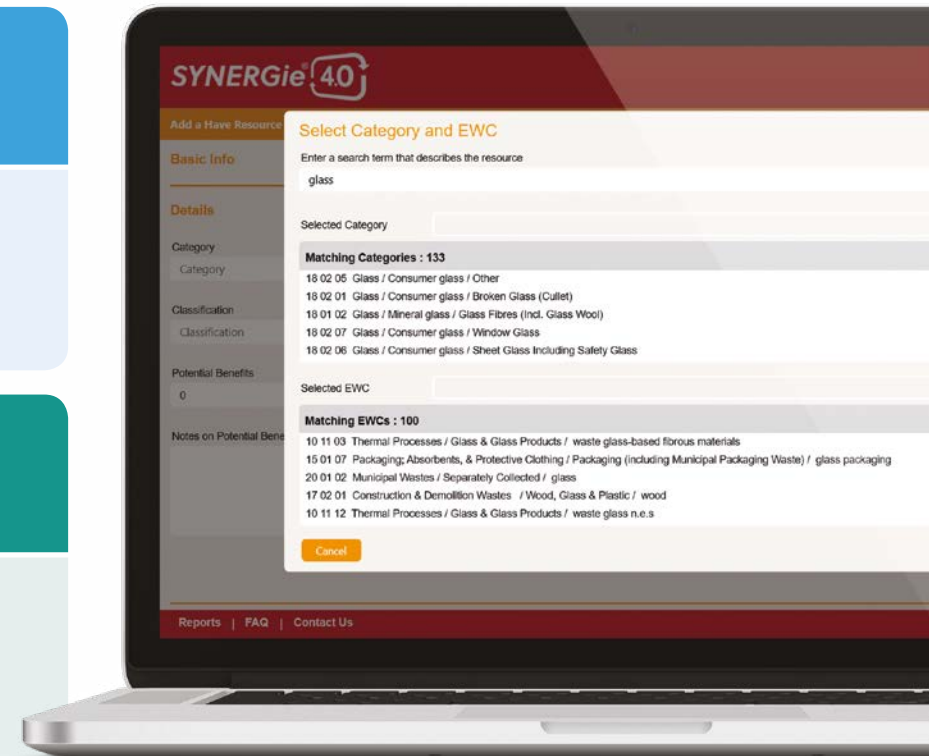 SYNERGie® 4.0
Add a Have Resource
Basic Info
Details
Category
Category
Classification
Classification
Potential Benefits
0
Notes on Potential Bene
Select Category and EWC
Enter a search term that describes the resource
glass
Selected Category
Matching Categories : 133
18 02 05 Glass / Consumer glass / Other
18 02 01 Glass / Consumer glass / Broken Glass (Cullet)
18 01 02 Glass / Mineral glass / Glass Fibres (Incl. Glass Wool)
18 02 07 Glass / Consumer glass / Window Glass
18 02 06 Glass / Consumer glass / Sheet Glass Including Safety Glass
Selected EWC
Matching EWCs : 100
10 11 03 Thermal Processes / Glass & Glass Products / waste glass-based fibrous materials
15 01 07 Packaging; Absorbents, & Protective Clothing / Packaging (including Municipal Packaging Waste) / glass packaging
20 01 02 Municipal Wastes / Separately Collected / glass
17 02 01 Construction & Demolition Wastes / Wood, Glass & Plastic / wood
10 11 12 Thermal Processes / Glass & Glass Products / waste glass n.e.s
Cancel
Reports | FAQ | Contact Us